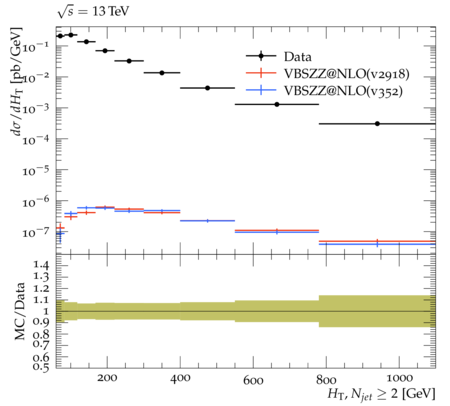 √s = 13 TeV
dσ/dH_T [pb/GeV]
10^−1
10^−2
10^−3
10^−4
10^−5
10^−6
10^−7
Data
VBSZZ@NLO(v2918)
VBSZZ@NLO(v352)
MC/Data
1.4
1.3
1.2
1.1
1
0.9
0.8
0.7
0.6
0.5
200 400 600 800 1000
H_T, N_jet ≥ 2 [GeV]